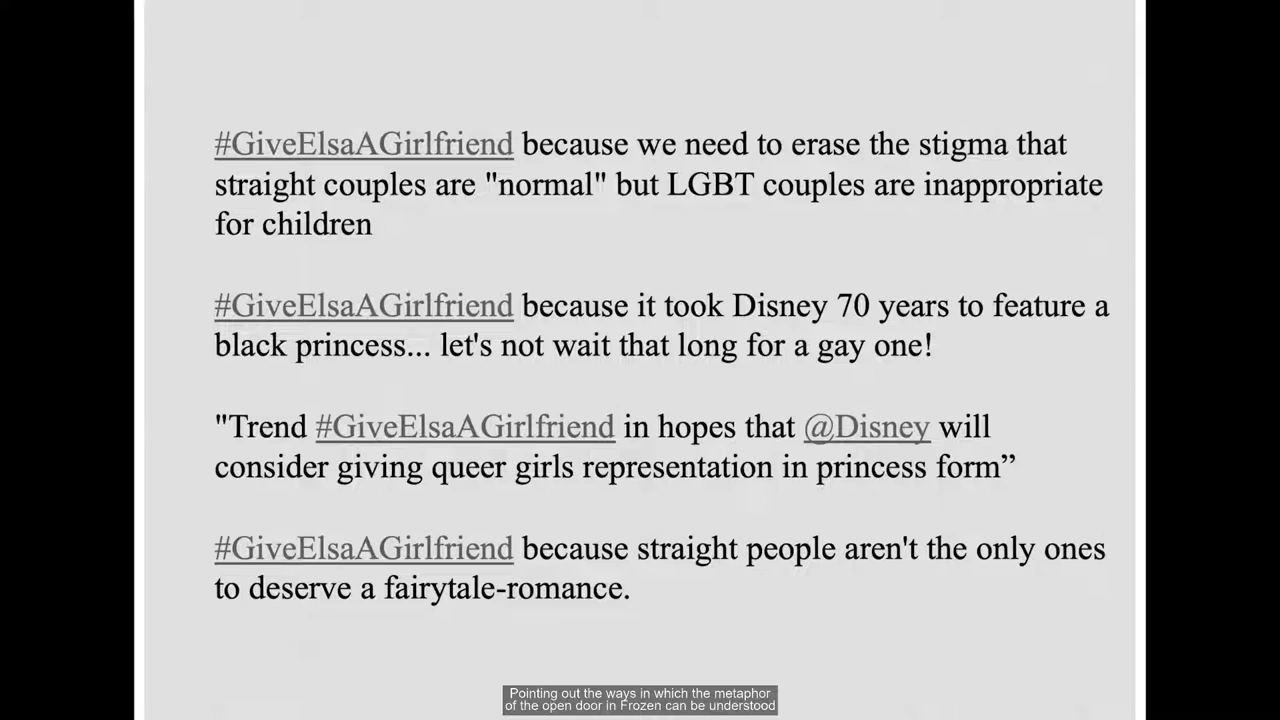 #GiveElsaAGirlfriend because we need to erase the stigma that
straight couples are "normal" but LGBT couples are inappropriate
for children
#GiveElsaAGirlfriend because it took Disney 70 years to feature a
black princess... let's not wait that long for a gay one!
"Trend #GiveElsaAGirlfriend in hopes that @Disney will
consider giving queer girls representation in princess form”
#GiveElsaAGirlfriend because straight people aren't the only ones
to deserve a fairytale-romance.
Pointing out the ways in which the metaphor
of the open door in Frozen can be understood